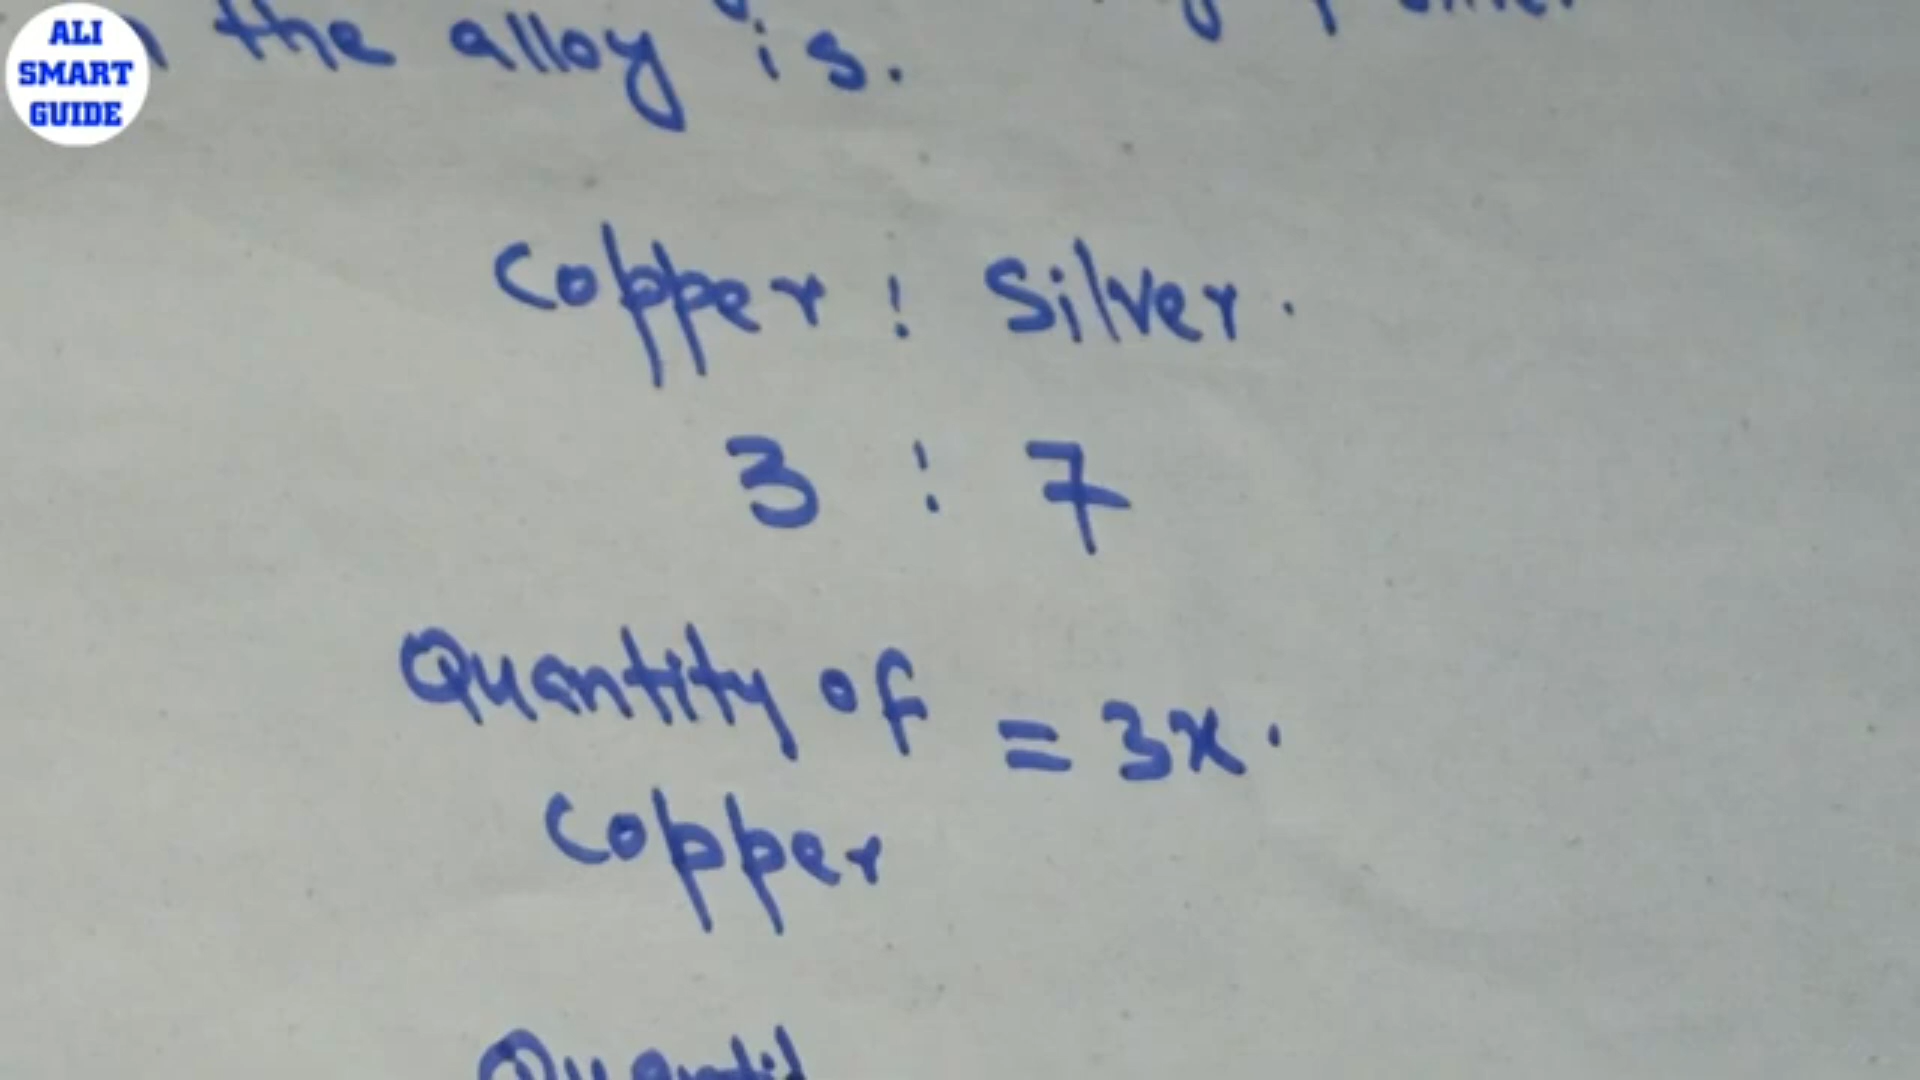 ALI
SMART
GUIDE
the alloy is.
Copper : Silver.
3 : 7
Quantity of = 3x.
Copper